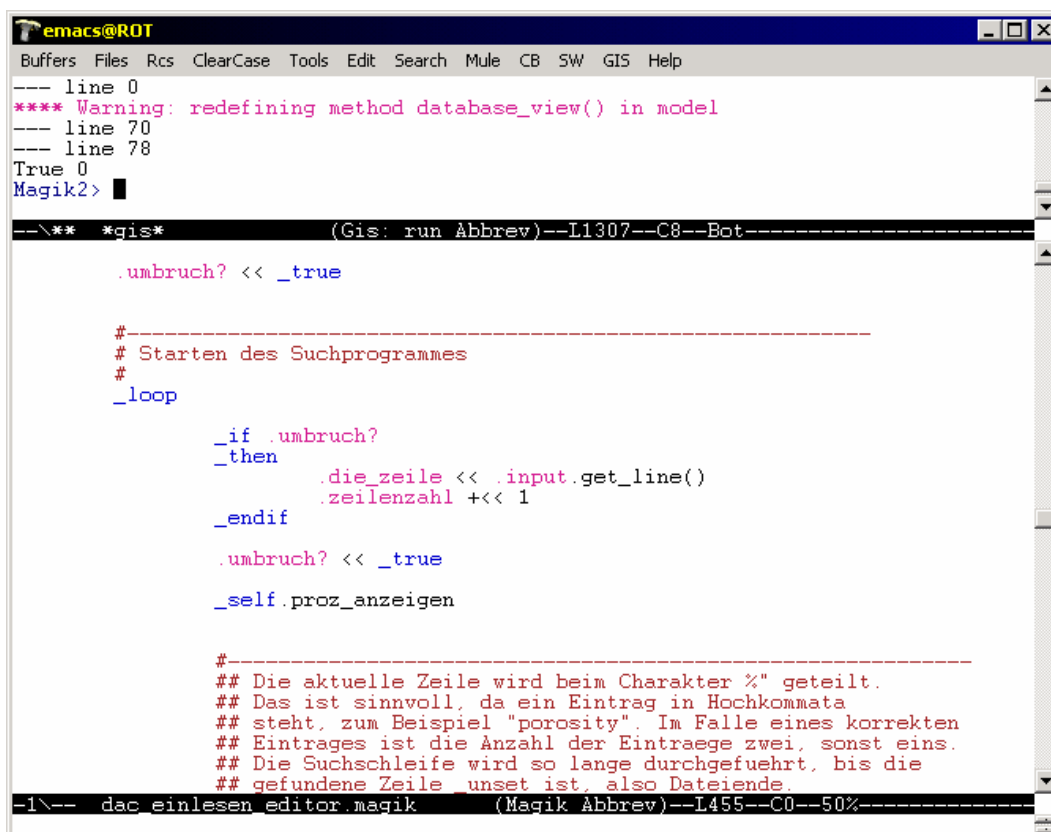 emacs@ROT
Buffers Files Rcs ClearCase Tools Edit Search Mule CB SW GIS Help
--- line 0
**** Warning: redefining method database_view() in model
--- line 70
--- line 78
True 0
Magik2>
--\** *gis* (Gis: run Abbrev)--L1307--C8--Bot-----------------------
.umbruch? << _true
#-----------------------------------------------------------
# Starten des Suchprogrammes
#
_loop
_if .umbruch?
_then
.die_zeile << .input.get_line()
.zeilenzahl +<< 1
_endif
.umbruch? << _true
_self.proz_anzeigen
#-----------------------------------------------------------
## Die aktuelle Zeile wird beim Charakter %" geteilt.
## Das ist sinnvoll, da ein Eintrag in Hochkommata
## steht, zum Beispiel "porosity". Im Falle eines korrekten
## Eintrages ist die Anzahl der Eintraege zwei, sonst eins.
## Die Suchschleife wird so lange durchgefuehrt, bis die
## gefundene Zeile _unset ist, also Dateiende.
-1\-- dac_einlesen_editor.magik (Magik Abbrev)--L455--C0--50%--------------